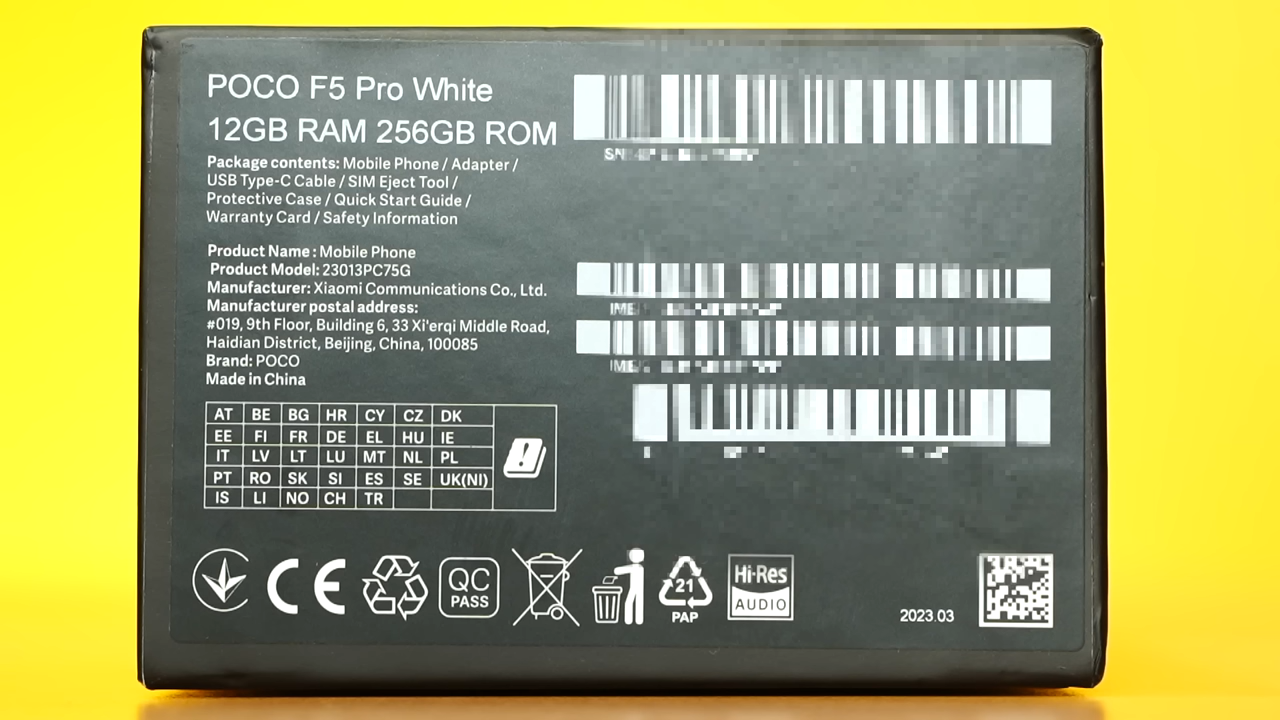 POCO F5 Pro White
12GB RAM 256GB ROM
Package contents: Mobile Phone / Adapter /
USB Type-C Cable / SIM Eject Tool /
Protective Case / Quick Start Guide /
Warranty Card / Safety Information
Product Name : Mobile Phone
Product Model: 23013PC75G
Manufacturer: Xiaomi Communications Co., Ltd.
Manufacturer postal address:
#019, 9th Floor, Building 6, 33 Xi'erqi Middle Road,
Haidian District, Beijing, China, 100085
Brand: POCO
Made in China
AT BE BG HR CY CZ DK
EE FI FR DE EL HU IE
IT LV LT LU MT NL PL
PT RO SK SI ES SE UK(NI)
IS LI NO CH TR
CE
QC
PASS
21
PAP
Hi-Res
AUDIO
2023.03